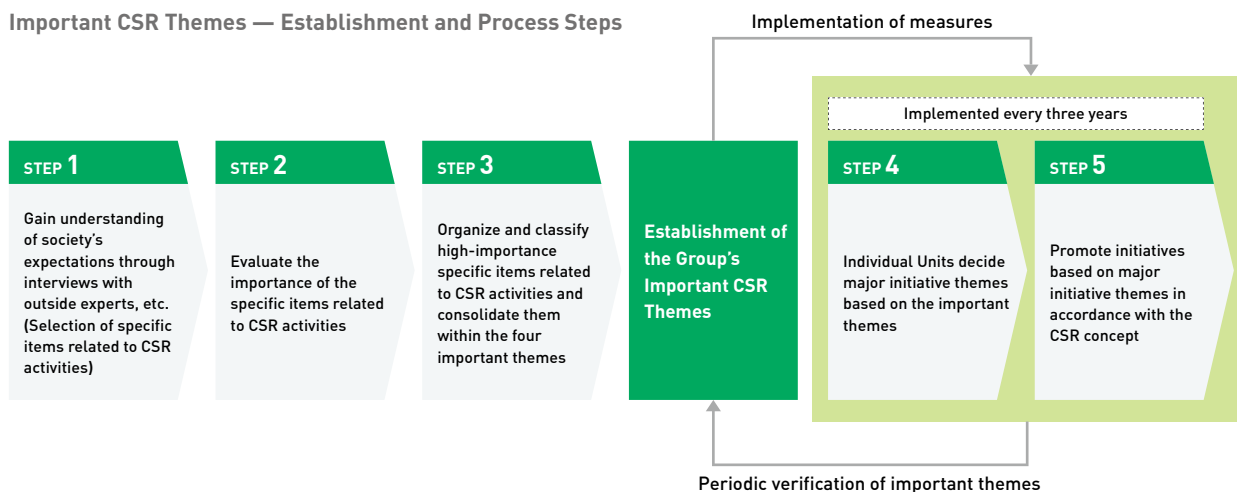 Important CSR Themes — Establishment and Process Steps
Implementation of measures
Implemented every three years
STEP 1
Gain understanding
of society's
expectations through
interviews with
outside experts, etc.
(Selection of specific
items related to CSR
activities)
STEP 2
Evaluate the
importance of the
specific items related
to CSR activities
STEP 3
Organize and classify
high-importance
specific items related
to CSR activities and
consolidate them
within the four
important themes
Establishment of
the Group's
Important CSR
Themes
STEP 4
Individual Units decide
major initiative themes
based on the important
themes
STEP 5
Promote initiatives
based on major
initiative themes in
accordance with the
CSR concept
Periodic verification of important themes